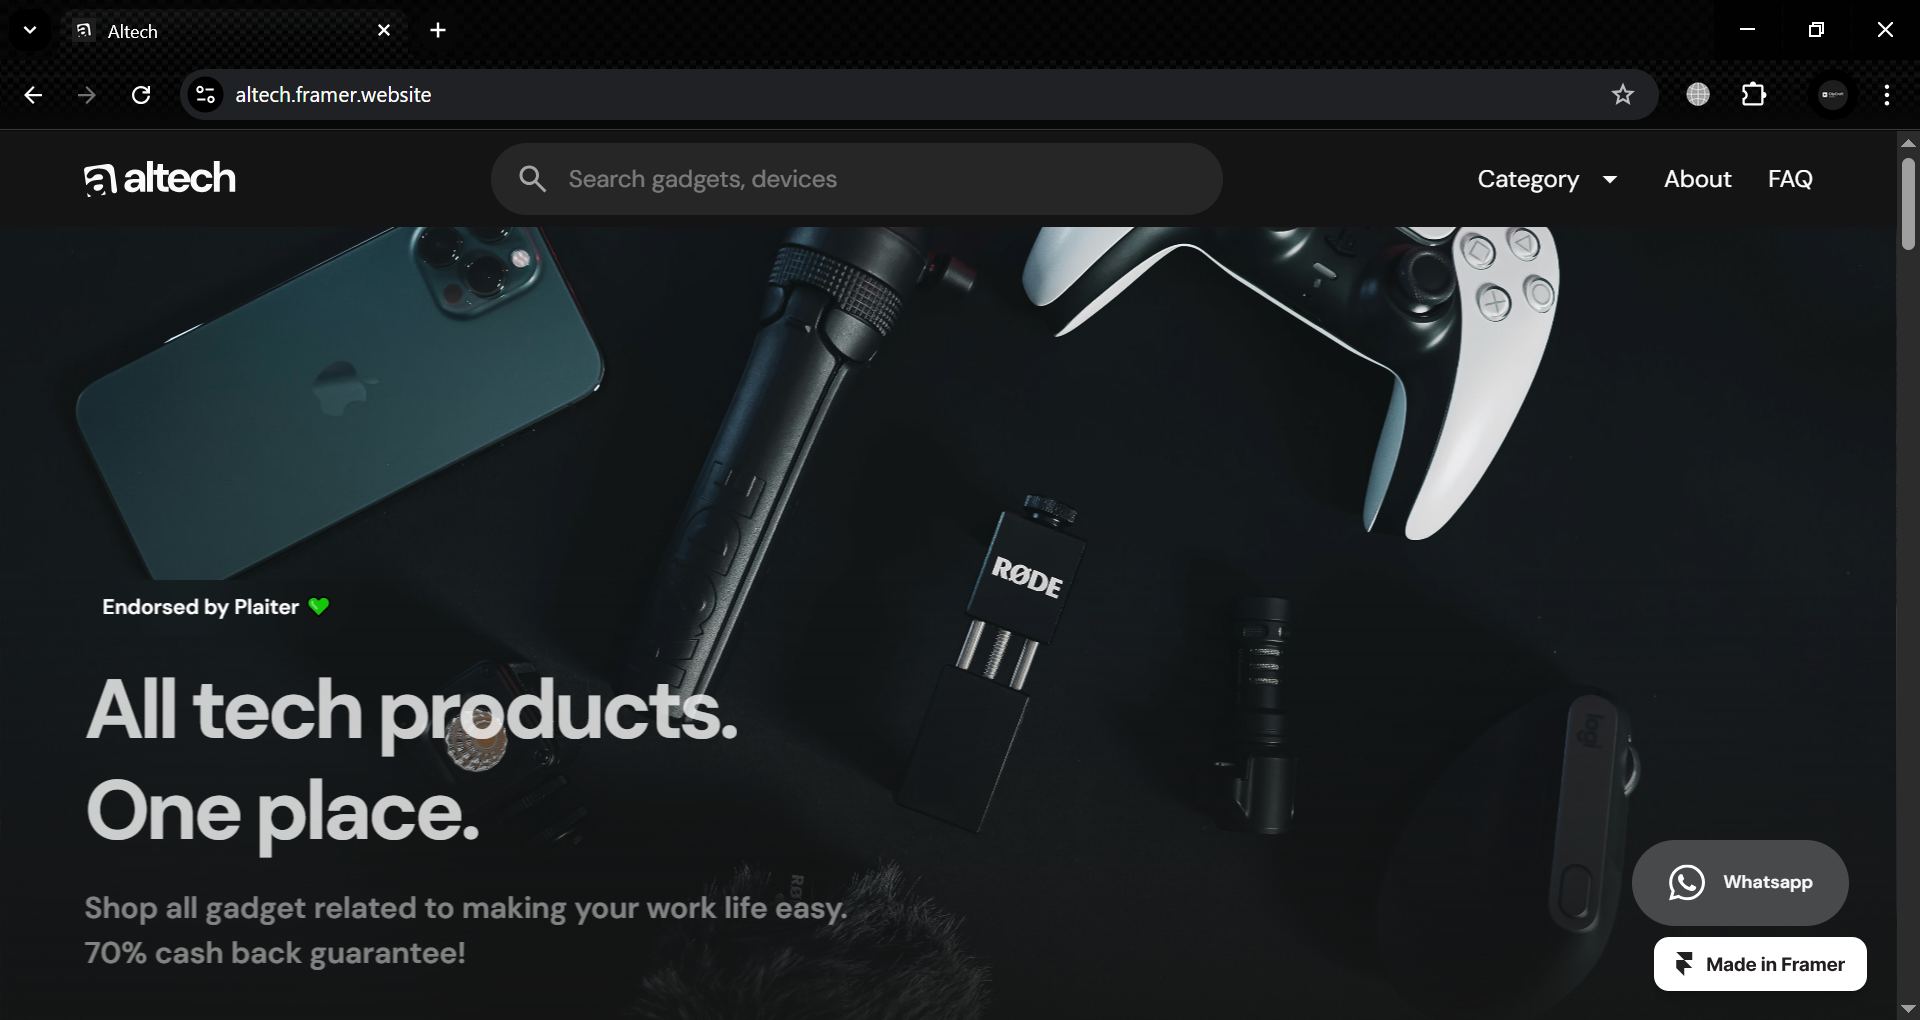 Altech
altech.framer.website
altech
Search gadgets, devices
Category
About
FAQ
RØDE
logi
Endorsed by Plaiter 💚
All tech products.
One place.
Shop all gadget related to making your work life easy.
70% cash back guarantee!
Whatsapp
Made in Framer